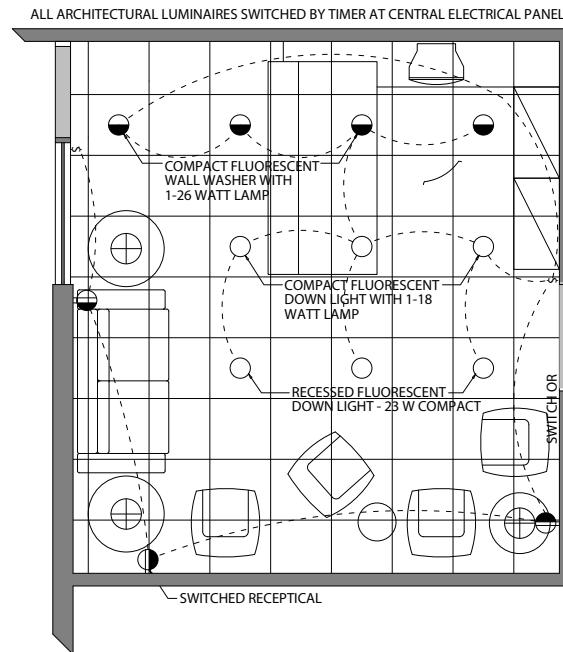 ALL ARCHITECTURAL LUMINAIRES SWITCHED BY TIMER AT CENTRAL ELECTRICAL PANEL
S
COMPACT FLUORESCENT
WALL WASHER WITH
1-26 WATT LAMP
COMPACT FLUORESCENT
DOWN LIGHT WITH 1-18
WATT LAMP
S
RECESSED FLUORESCENT
DOWN LIGHT - 23 W COMPACT
SWITCH OR
SWITCHED RECEPTICAL